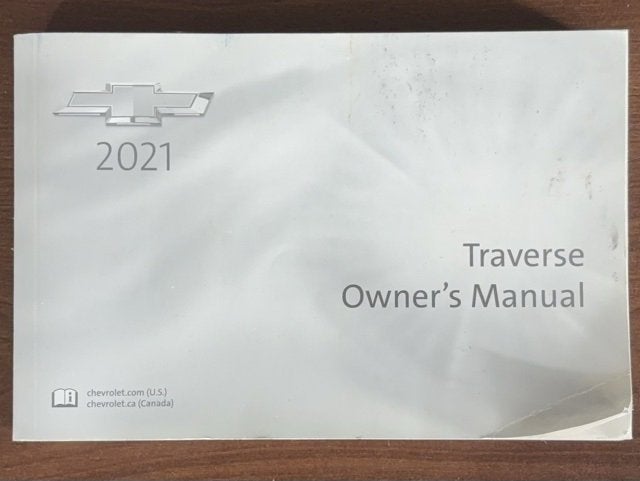 2021
Traverse
Owner's Manual
chevrolet.com (U.S.)
chevrolet.ca (Canada)